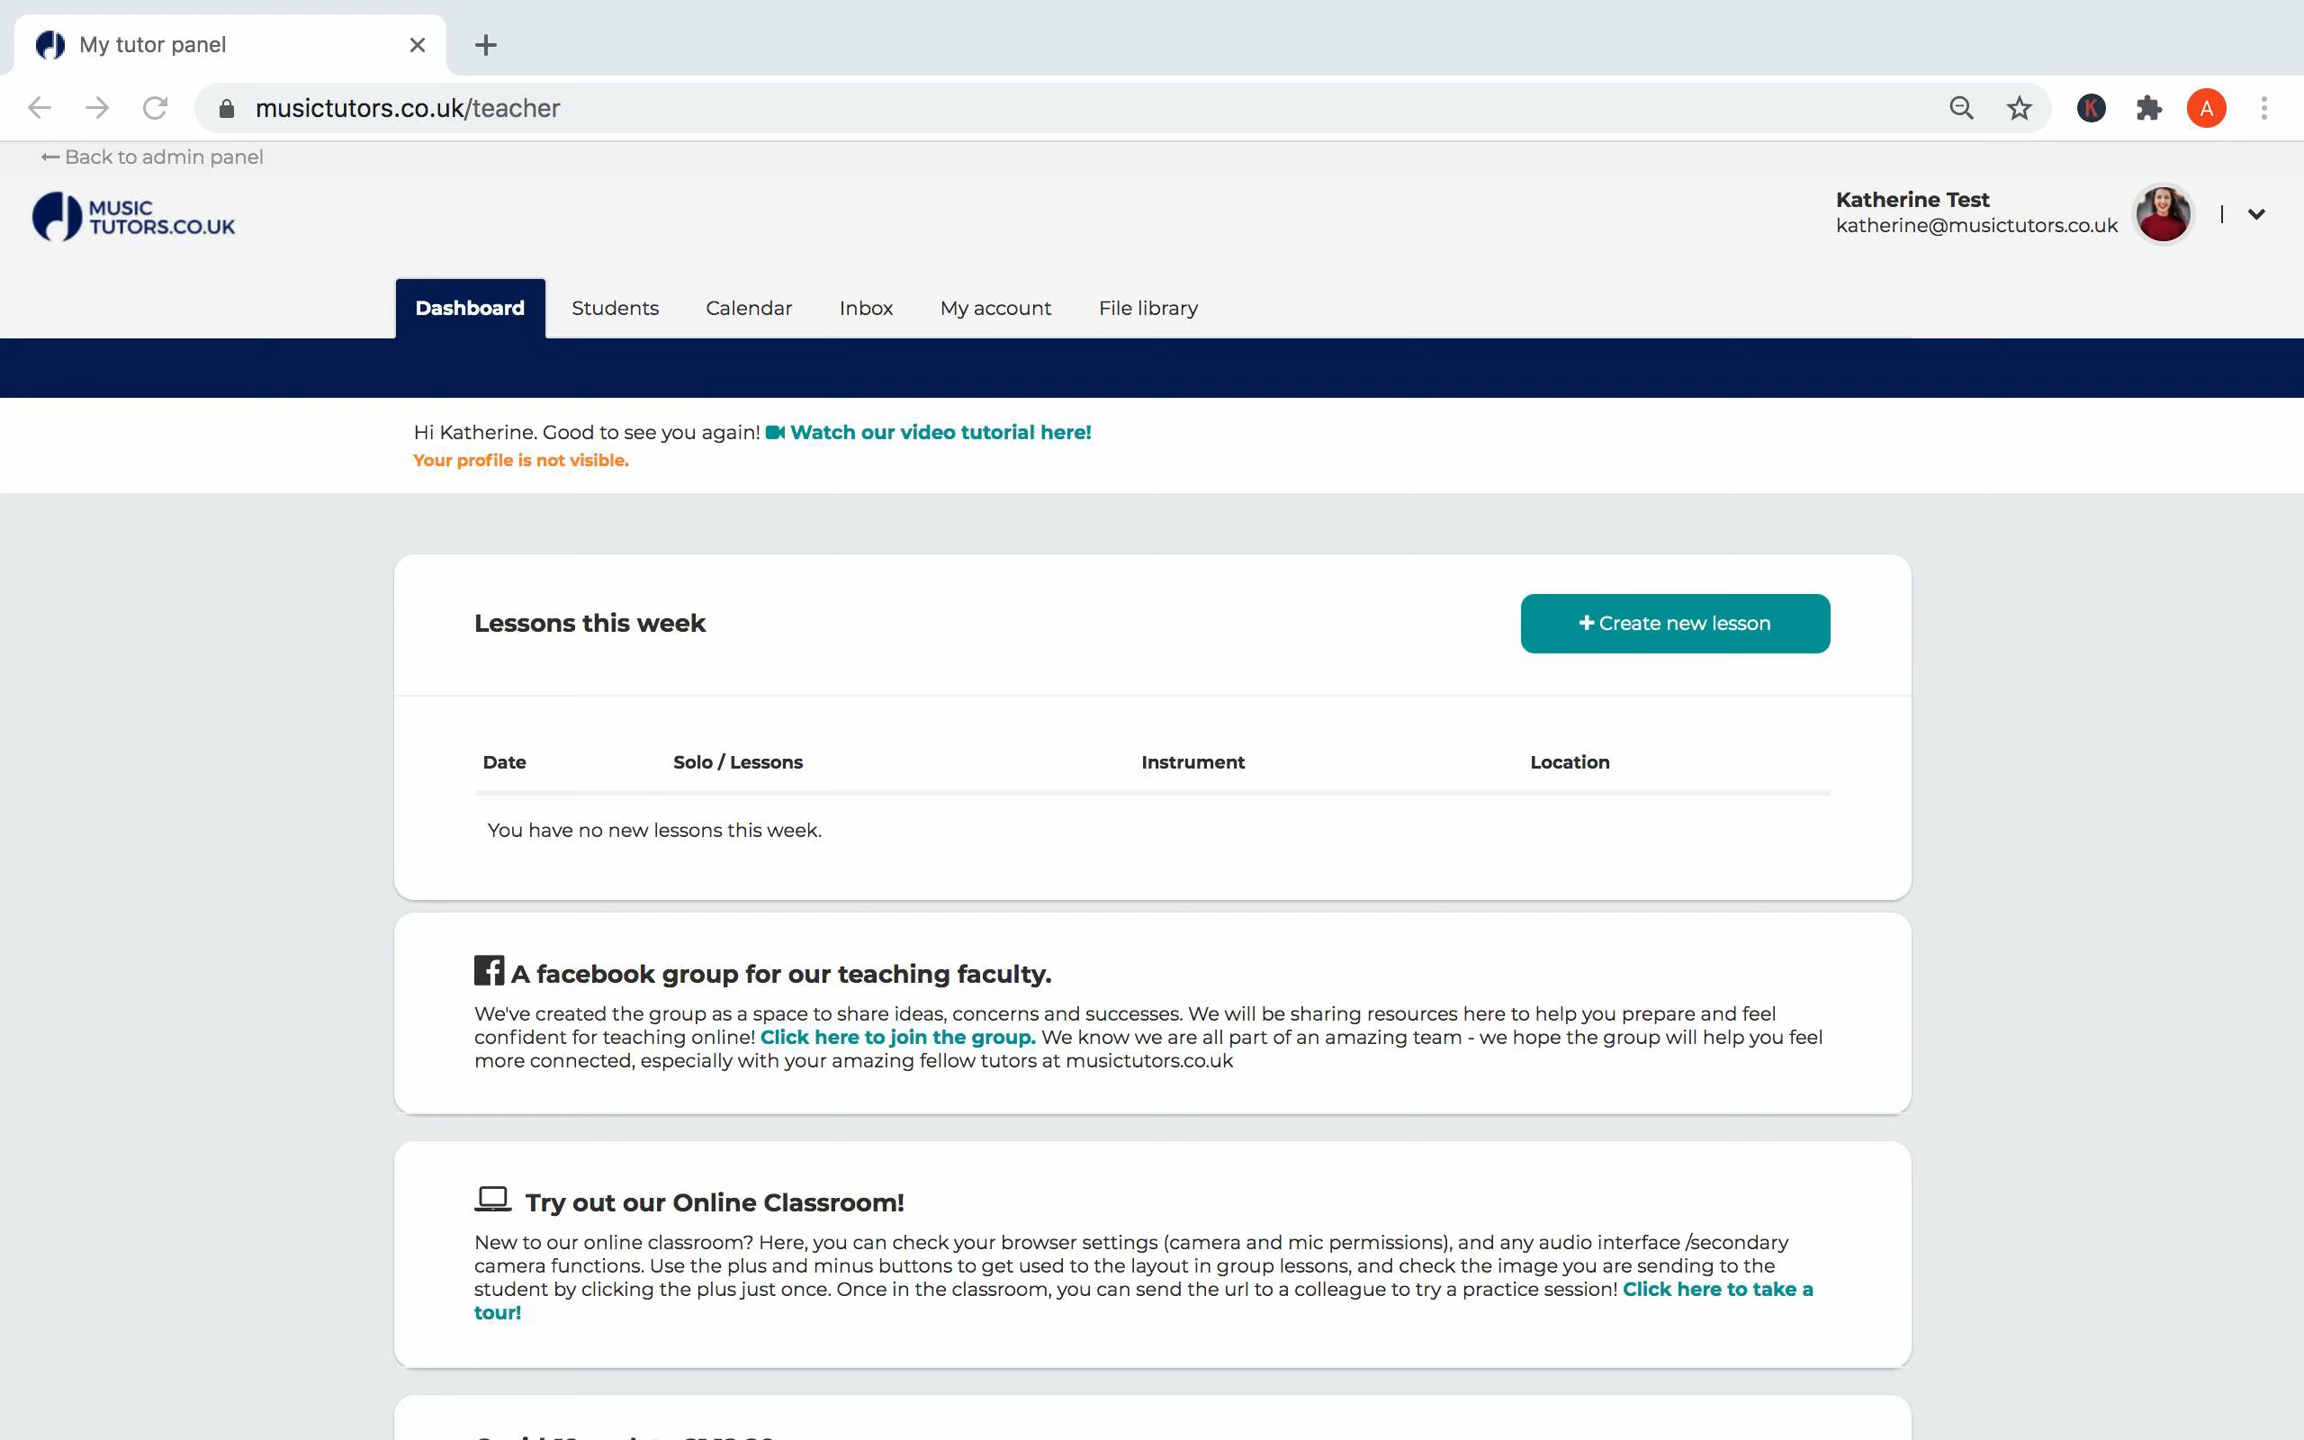 My tutor panel
musictutors.co.uk/teacher
K
A
Back to admin panel
MUSIC
TUTORS.CO.UK
Katherine Test
katherine@musictutors.co.uk
Dashboard
Students
Calendar
Inbox
My account
File library
Hi Katherine. Good to see you again! Watch our video tutorial here!
Your profile is not visible.
Lessons this week
Create new lesson
Date
Solo / Lessons
Instrument
Location
You have no new lessons this week.
A facebook group for our teaching faculty.
We've created the group as a space to share ideas, concerns and successes. We will be sharing resources here to help you prepare and feel
confident for teaching online! Click here to join the group. We know we are all part of an amazing team - we hope the group will help you feel
more connected, especially with your amazing fellow tutors at musictutors.co.uk
Try out our Online Classroom!
New to our online classroom? Here, you can check your browser settings (camera and mic permissions), and any audio interface /secondary
camera functions. Use the plus and minus buttons to get used to the layout in group lessons, and check the image you are sending to the
student by clicking the plus just once. Once in the classroom, you can send the url to a colleague to try a practice session! Click here to take a
tour!